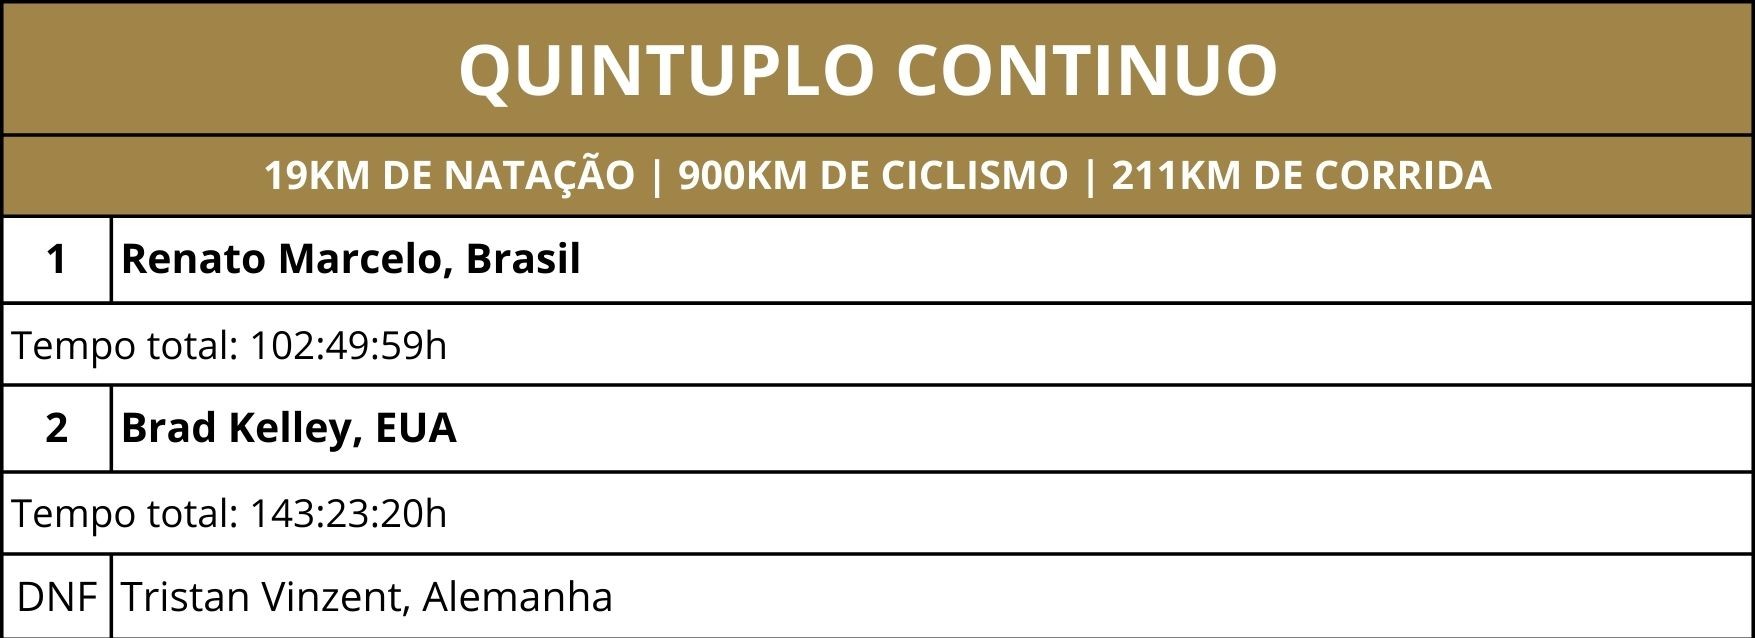 QUINTUPLO CONTINUO
19KM DE NATAÇÃO | 900KM DE CICLISMO | 211KM DE CORRIDA
1 Renato Marcelo, Brasil
Tempo total: 102:49:59h
2 Brad Kelley, EUA
Tempo total: 143:23:20h
DNF Tristan Vinzent, Alemanha